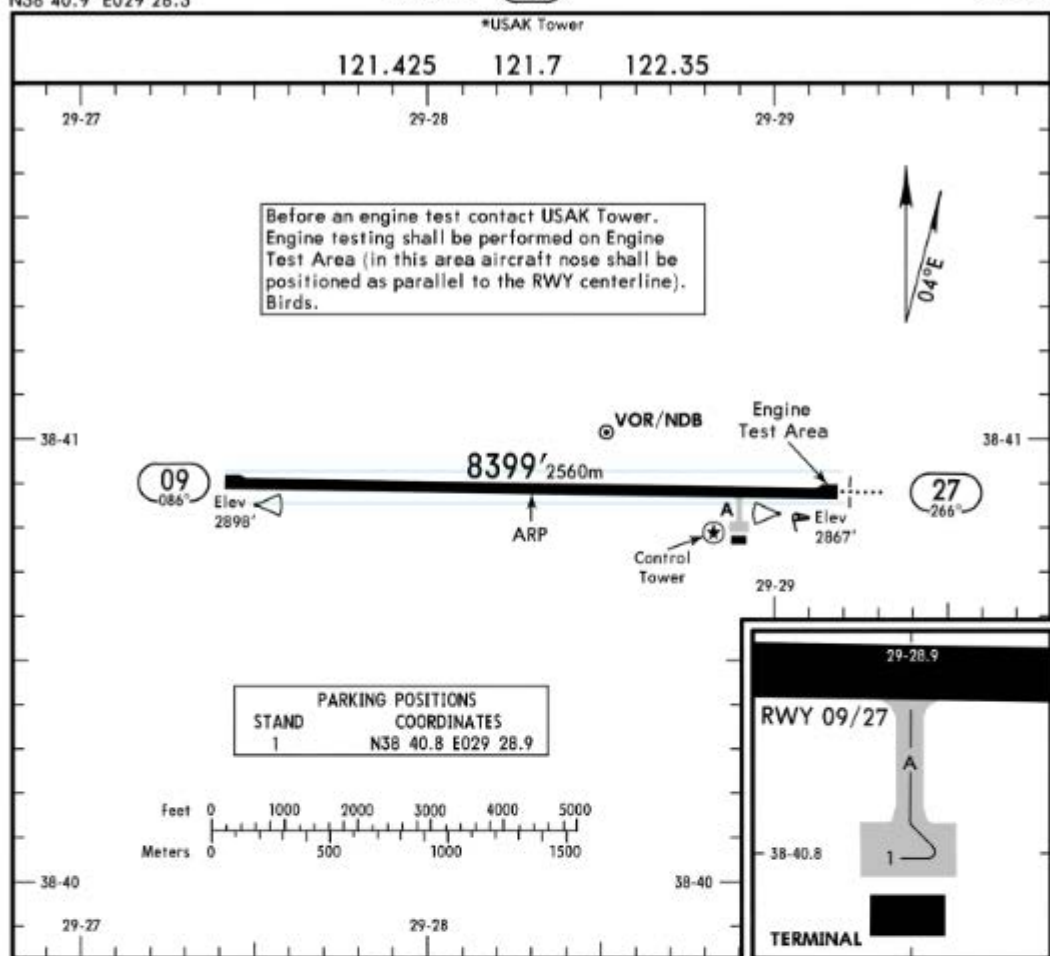 N38 40.9 E029 28.3
*USAK Tower
121.425 121.7 122.35
29-27 29-28 29-29
Before an engine test contact USAK Tower.
Engine testing shall be performed on Engine
Test Area (in this area aircraft nose shall be
positioned as parallel to the RWY centerline).
Birds.
04°E
VOR/NDB
Engine
Test Area
38-41 38-41
8399' 2560m
09
086°
27
266°
Elev
2898'
ARP
A
Elev
2867'
Control
Tower
29-29
PARKING POSITIONS
STAND COORDINATES
1 N38 40.8 E029 28.9
Feet 0 1000 2000 3000 4000 5000
Meters 0 500 1000 1500
38-40 38-40
29-27 29-28
29-28.9
RWY 09/27
A
38-40.8
1
TERMINAL